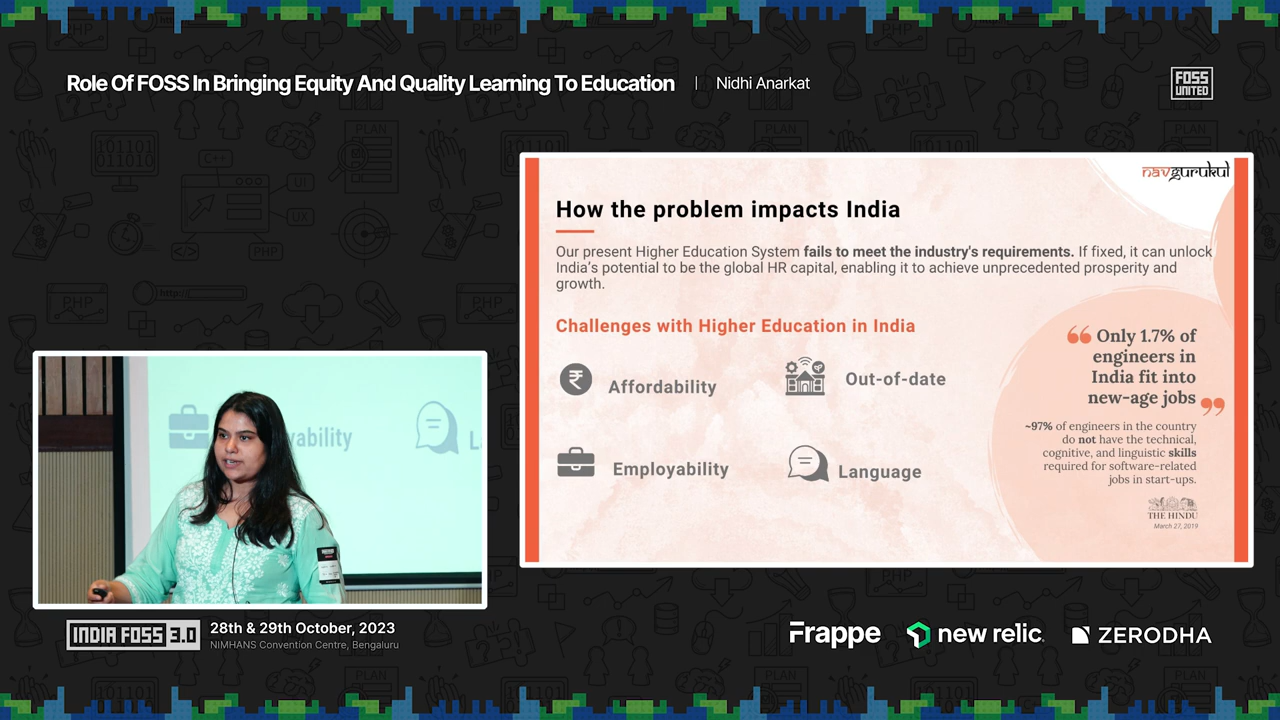 Role Of FOSS In Bringing Equity And Quality Learning To Education | Nidhi Anarkat
FOSS
UNITED
navgurukul
How the problem impacts India
Our present Higher Education System fails to meet the industry's requirements. If fixed, it can unlock
India's potential to be the global HR capital, enabling it to achieve unprecedented prosperity and
growth.
Challenges with Higher Education in India
Affordability
Out-of-date
Employability
Language
“ Only 1.7% of
engineers in
India fit into
new-age jobs ”
~97% of engineers in the country
do not have the technical,
cognitive, and linguistic skills
required for software-related
jobs in start-ups.
THE HINDU
March 27, 2019
yability
L
INDIA FOSS 3.0
28th & 29th October, 2023
NIMHANS Convention Centre, Bengaluru
Frappe
new relic
ZERODHA